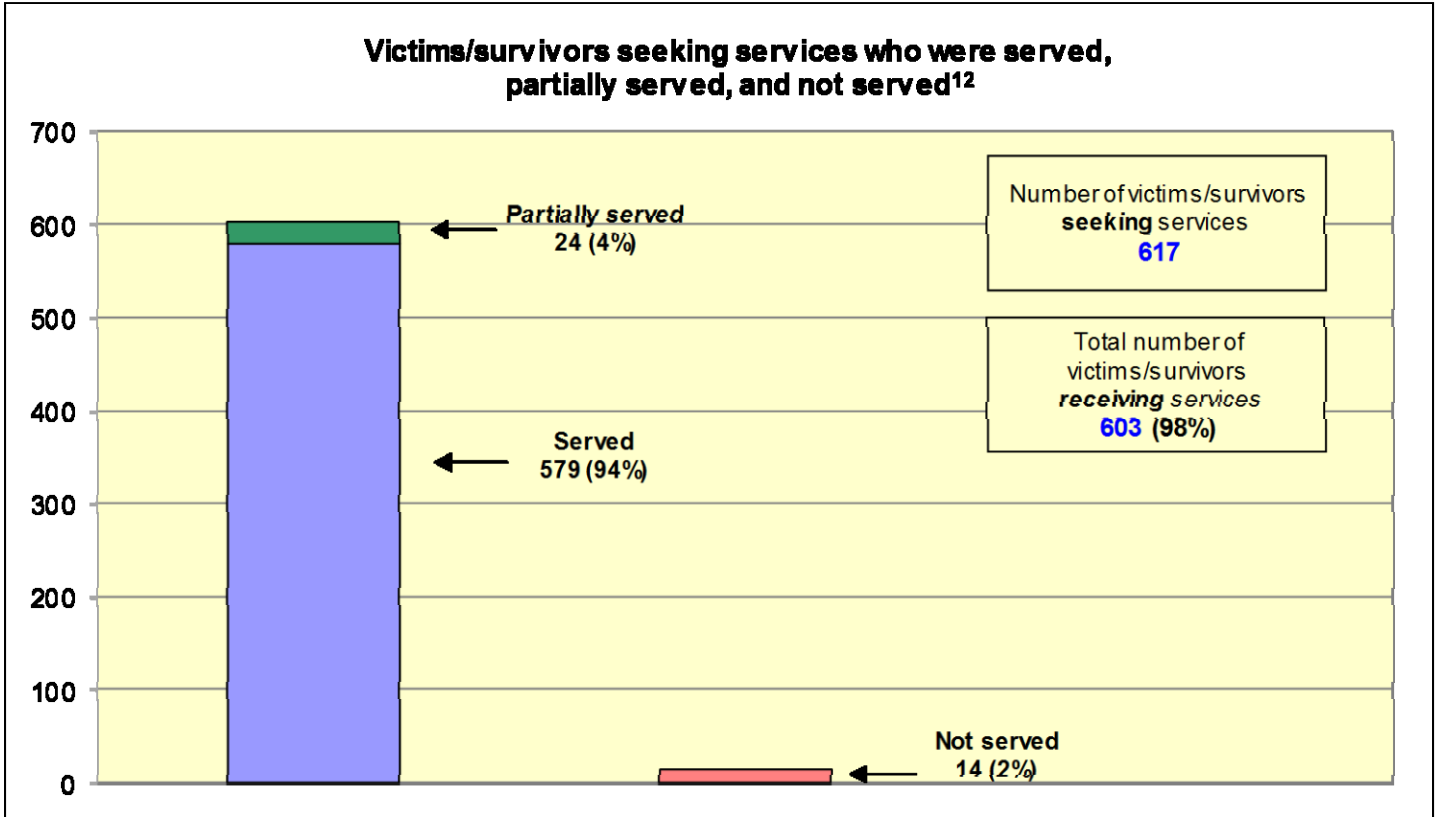 Victims/survivors seeking services who were served,
partially served, and not served12
700
600
500
400
300
200
100
0
Partially served
24 (4%)
Served
579 (94%)
Not served
14 (2%)
Number of victims/survivors
seeking services
617
Total number of
victims/survivors
receiving services
603 (98%)